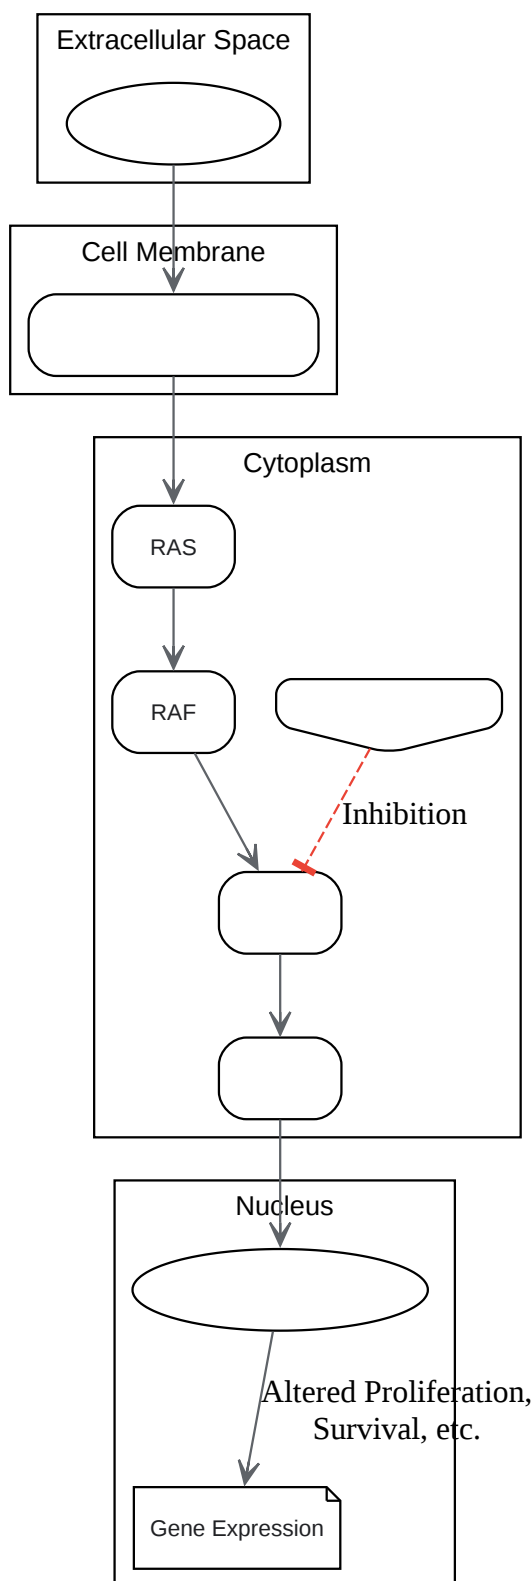 Extracellular Space
Cell Membrane
Cytoplasm
RAS
RAF
Inhibition
Nucleus
Altered Proliferation,
Survival, etc.
Gene Expression